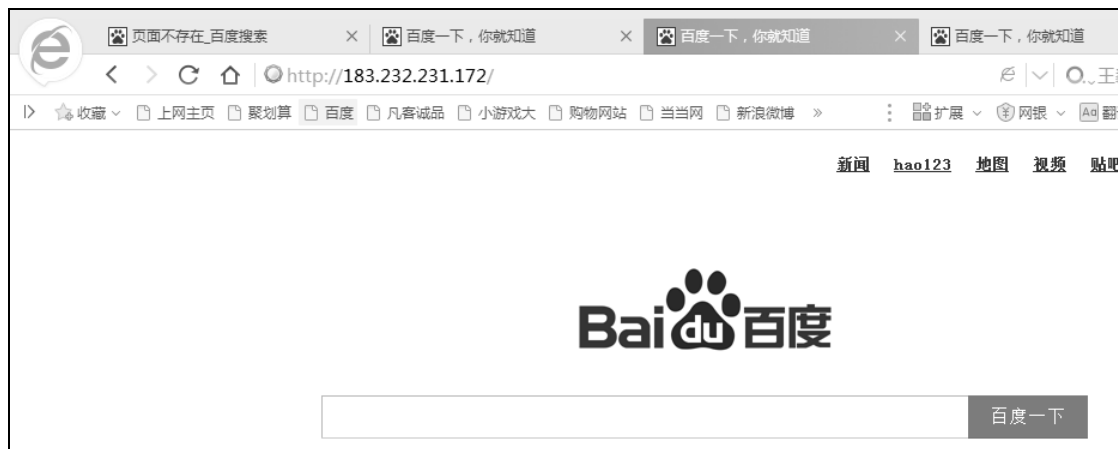 页面不存在_百度搜索 百度一下，你就知道 百度一下，你就知道 百度一下，你就知道
http://183.232.231.172/
收藏 上网主页 聚划算 百度 凡客诚品 小游戏大 购物网站 当当网 新浪微博 » 扩展 网银
新闻 hao123 地图 视频
Bai du 百度
百度一下